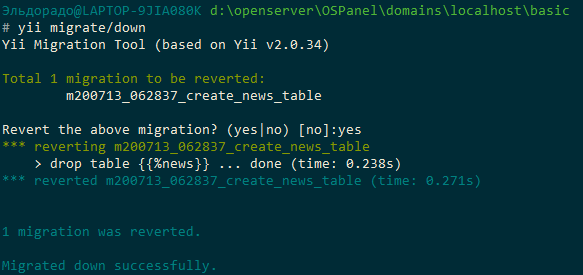 Эльдорадо@LAPTOP-9JIA080K d:\openserver\OSPanel\domains\localhost\basic
# yii migrate/down
Yii Migration Tool (based on Yii v2.0.34)
Total 1 migration to be reverted:
m200713_062837_create_news_table
Revert the above migration? (yes|no) [no]:yes
*** reverting m200713_062837_create_news_table
> drop table {{%news}} ... done (time: 0.238s)
*** reverted m200713_062837_create_news_table (time: 0.271s)
1 migration was reverted.
Migrated down successfully.